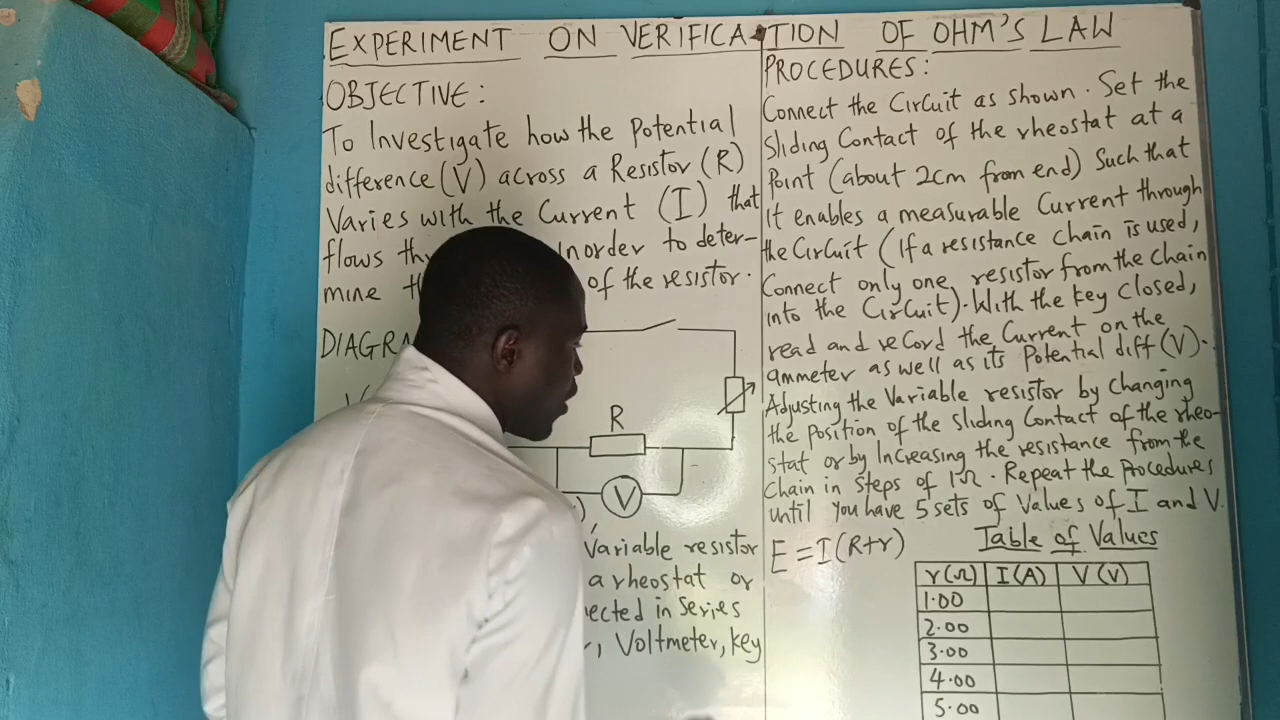 EXPERIMENT ON VERIFICATION OF OHM'S LAW
OBJECTIVE:
To Investigate how the Potential
difference (V) across a Resistor (R)
Varies with the Current (I) that
flows inorder to deter-
mine of the resistor.
R
V
Variable resistor
a rheostat or
in Series
, Voltmeter, key
PROCEDURES:
Connect the Circuit as shown. Set the
Sliding Contact of the rheostat at a
Point (about 2cm from end) Such that
it enables a measurable Current through
the Circuit (If a resistance chain is used,
Connect only one resistor from the chain
into the Circuit). With the key Closed,
read and record the Current on the
ammeter as well as its Potential diff (V).
Adjusting the Variable resistor by Changing
the Position of the Sliding Contact of the rheo-
stat or by Increasing the resistance from the
Chain in steps of 1Ω. Repeat the Procedures
until you have 5 sets of Values of I and V.
E = I(R+r)
Table of Values
r(Ω) I(A) V(V)
1.00
2.00
3.00
4.00
5.00